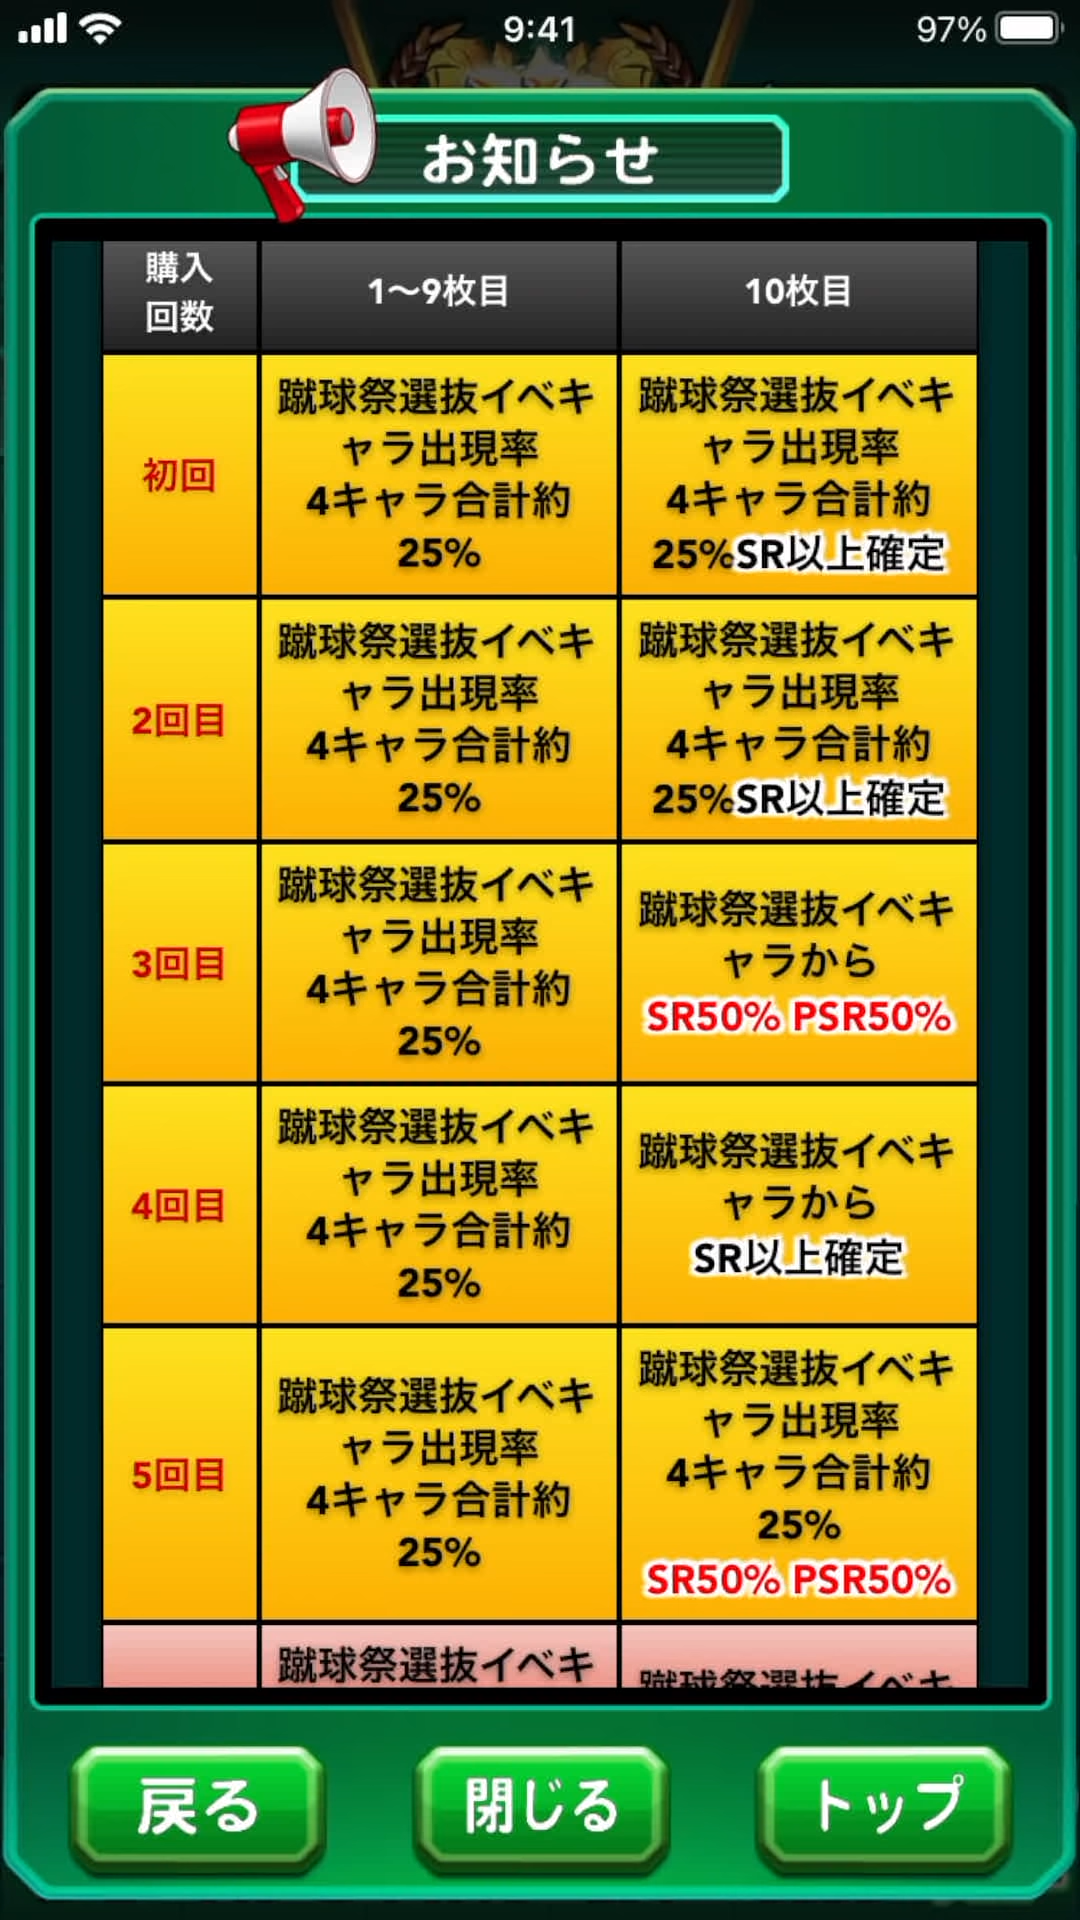 9:41
97%
お知らせ
購入
回数
1〜9枚目
10枚目
初回
蹴球祭選抜イベキ
ャラ出現率
4キャラ合計約
25%
蹴球祭選抜イベキ
ャラ出現率
4キャラ合計約
25%SR以上確定
2回目
蹴球祭選抜イベキ
ャラ出現率
4キャラ合計約
25%
蹴球祭選抜イベキ
ャラ出現率
4キャラ合計約
25%SR以上確定
3回目
蹴球祭選抜イベキ
ャラ出現率
4キャラ合計約
25%
蹴球祭選抜イベキ
ャラから
SR50% PSR50%
4回目
蹴球祭選抜イベキ
ャラ出現率
4キャラ合計約
25%
蹴球祭選抜イベキ
ャラから
SR以上確定
5回目
蹴球祭選抜イベキ
ャラ出現率
4キャラ合計約
25%
蹴球祭選抜イベキ
ャラ出現率
4キャラ合計約
25%
SR50% PSR50%
蹴球祭選抜イベキ
蹴球祭選抜イベキ
戻る
閉じる
トップ